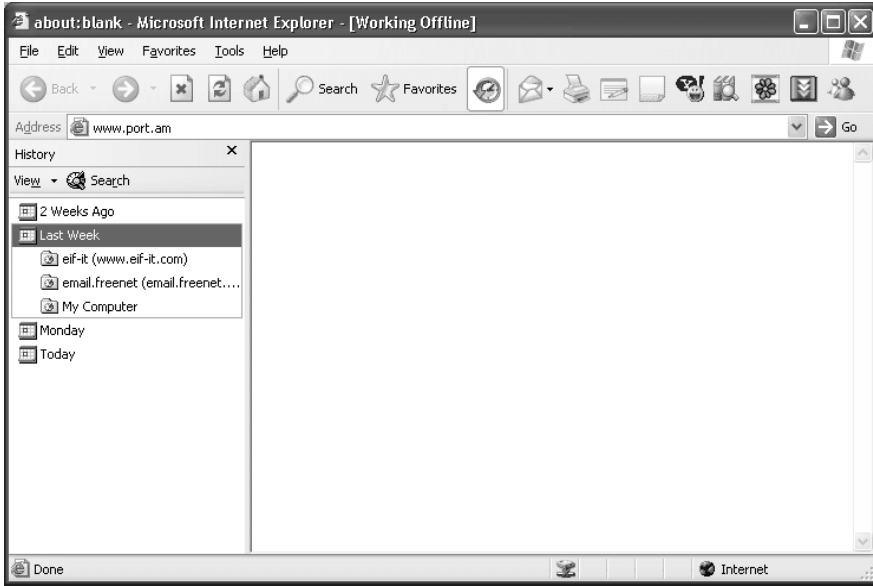 about:blank - Microsoft Internet Explorer - [Working Offline]
File Edit View Favorites Tools Help
Back Search Favorites
Address www.port.am Go
History
View Search
2 Weeks Ago
Last Week
eif-it (www.eif-it.com)
email.freenet (email.freenet....
My Computer
Monday
Today
Done Internet